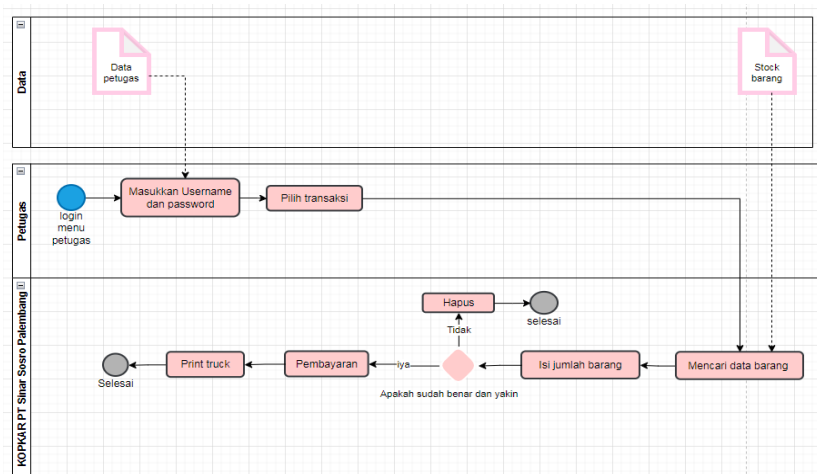 Data
Data
petugas
Stock
barang
Petugas
login
menu
petugas
Masukkan Username
dan password
Pilih transaksi
KOPKAR PT Sinar Sosro Palembang
Hapus
selesai
Tidak
Selesai
Print truck
Pembayaran
iya
Apakah sudah benar dan yakin
Isi jumlah barang
Mencari data barang